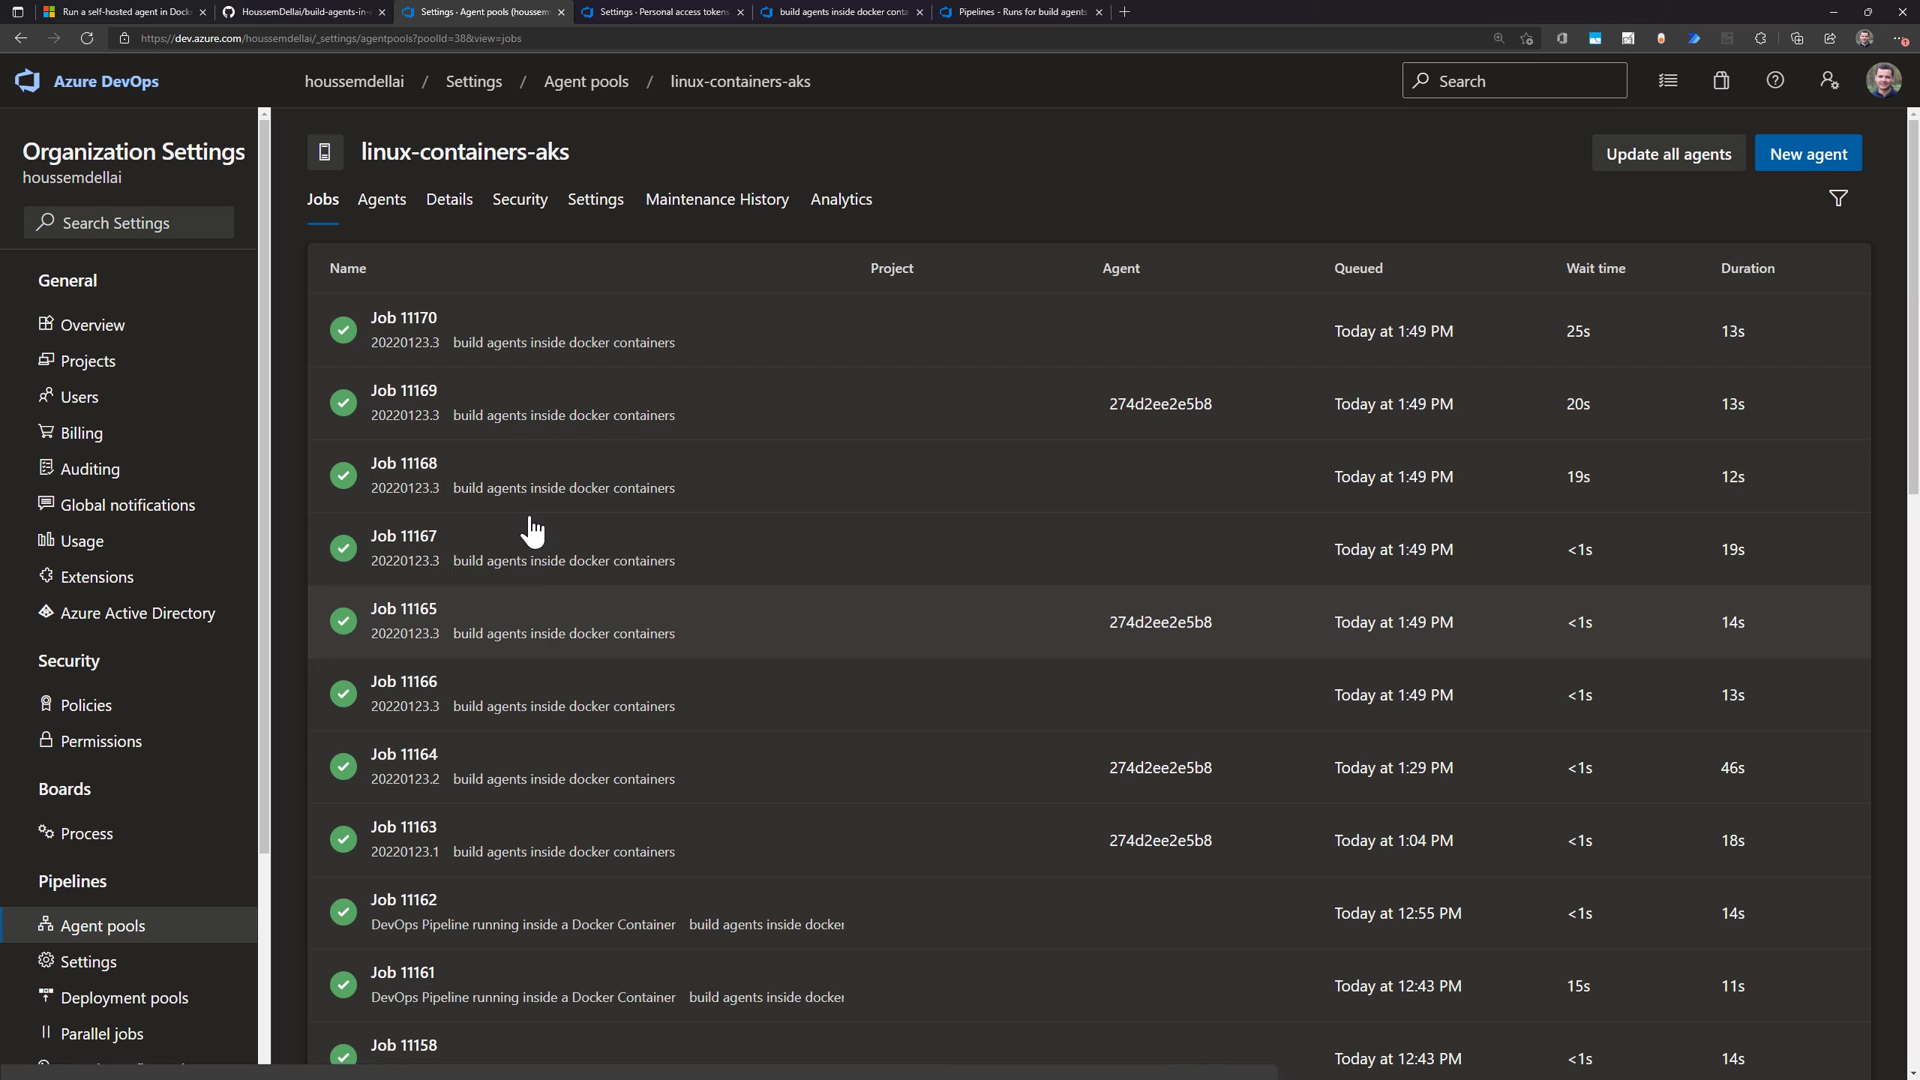 Run a self-hosted agent in Dock
HoussemDellai/build-agents-in-
Settings - Agent pools (houssem
Settings - Personal access tokens
build agents inside docker conta
Pipelines - Runs for build agents
https://dev.azure.com/houssemdellai/_settings/agentpools?poolId=38&view=jobs
Azure DevOps
houssemdellai / Settings / Agent pools / linux-containers-aks
Search
Organization Settings
houssemdellai
Search Settings
General
Overview
Projects
Users
Billing
Auditing
Global notifications
Usage
Extensions
Azure Active Directory
Security
Policies
Permissions
Boards
Process
Pipelines
Agent pools
Settings
Deployment pools
Parallel jobs
linux-containers-aks
Update all agents
New agent
Jobs Agents Details Security Settings Maintenance History Analytics
Name Project Agent Queued Wait time Duration
Job 11170
20220123.3 build agents inside docker containers
Today at 1:49 PM 25s 13s
Job 11169
20220123.3 build agents inside docker containers
274d2ee2e5b8 Today at 1:49 PM 20s 13s
Job 11168
20220123.3 build agents inside docker containers
Today at 1:49 PM 19s 12s
Job 11167
20220123.3 build agents inside docker containers
Today at 1:49 PM <1s 19s
Job 11165
20220123.3 build agents inside docker containers
274d2ee2e5b8 Today at 1:49 PM <1s 14s
Job 11166
20220123.3 build agents inside docker containers
Today at 1:49 PM <1s 13s
Job 11164
20220123.2 build agents inside docker containers
274d2ee2e5b8 Today at 1:29 PM <1s 46s
Job 11163
20220123.1 build agents inside docker containers
274d2ee2e5b8 Today at 1:04 PM <1s 18s
Job 11162
DevOps Pipeline running inside a Docker Container build agents inside docker
Today at 12:55 PM <1s 14s
Job 11161
DevOps Pipeline running inside a Docker Container build agents inside docker
Today at 12:43 PM 15s 11s
Job 11158
Today at 12:43 PM <1s 14s